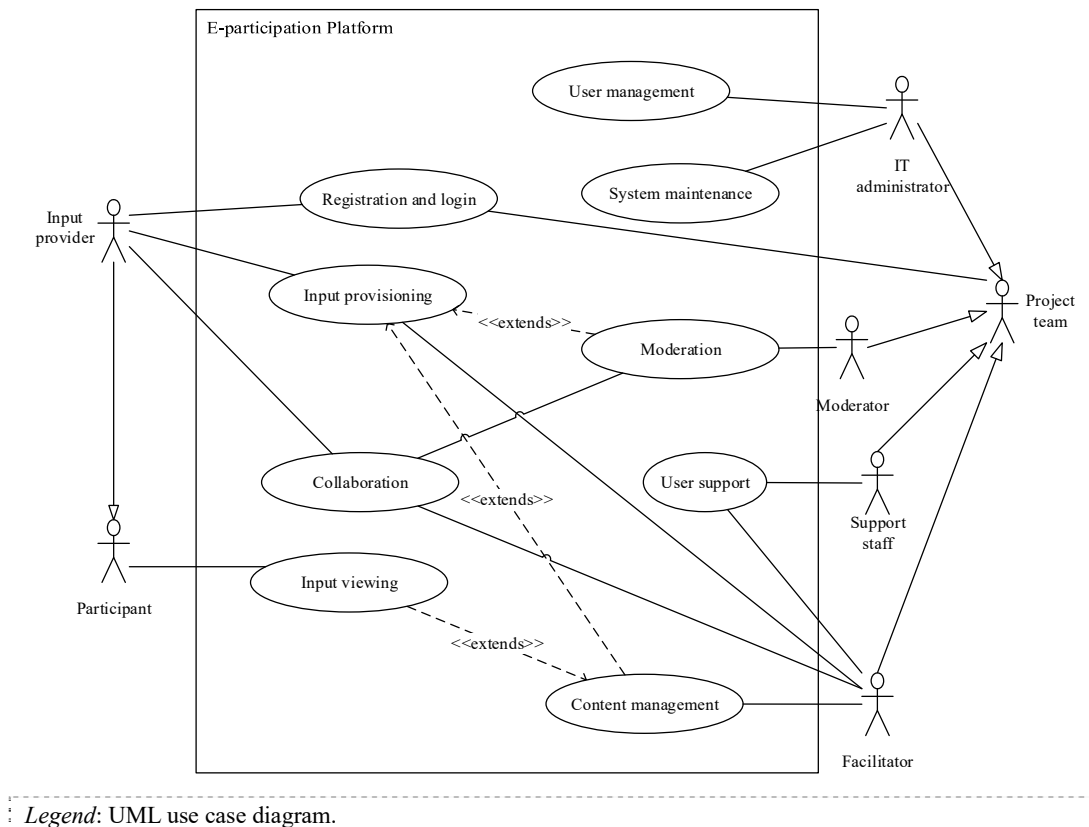 E-participation Platform
User management
IT
administrator
System maintenance
Registration and login
Input
provider
Input provisioning
Project
team
<<extends>>
Moderation
Moderator
Collaboration
User support
<<extends>>
Support
staff
Input viewing
Participant
<<extends>>
Content management
Facilitator
Legend: UML use case diagram.